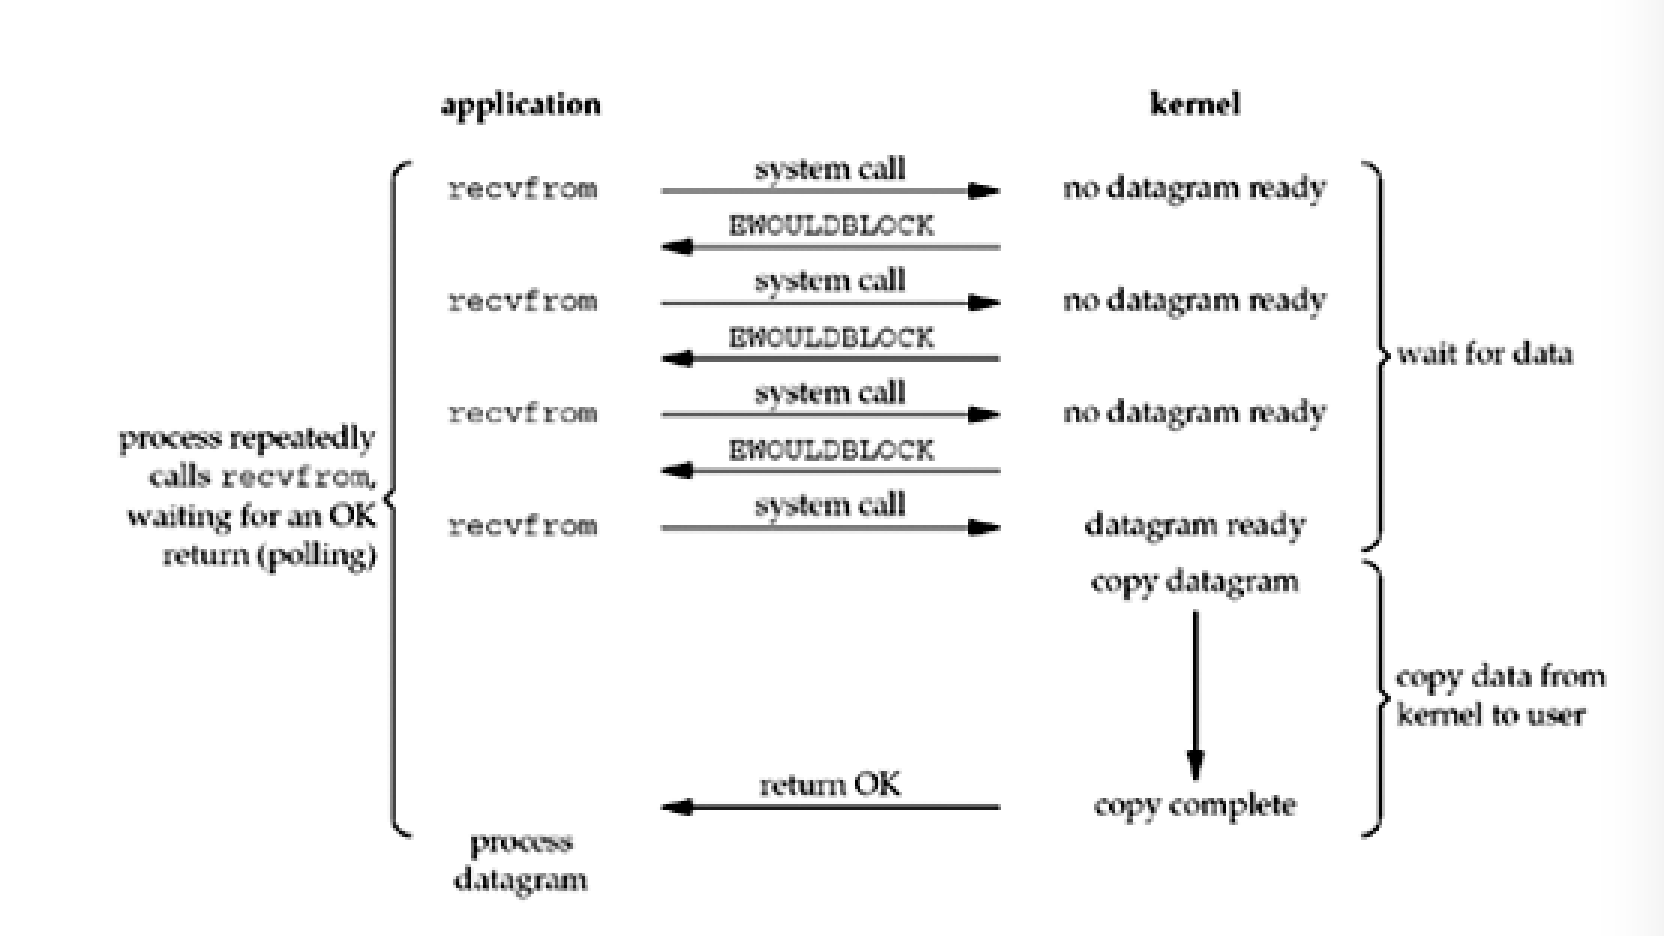 application
kernel
recvfrom
system call
no datagram ready
EWOULDBLOCK
recvfrom
system call
no datagram ready
EWOULDBLOCK
wait for data
recvfrom
system call
no datagram ready
EWOULDBLOCK
process repeatedly
calls recvfrom,
waiting for an OK
return (polling)
recvfrom
system call
datagram ready
copy datagram
copy data from
kernel to user
return OK
copy complete
process
datagram